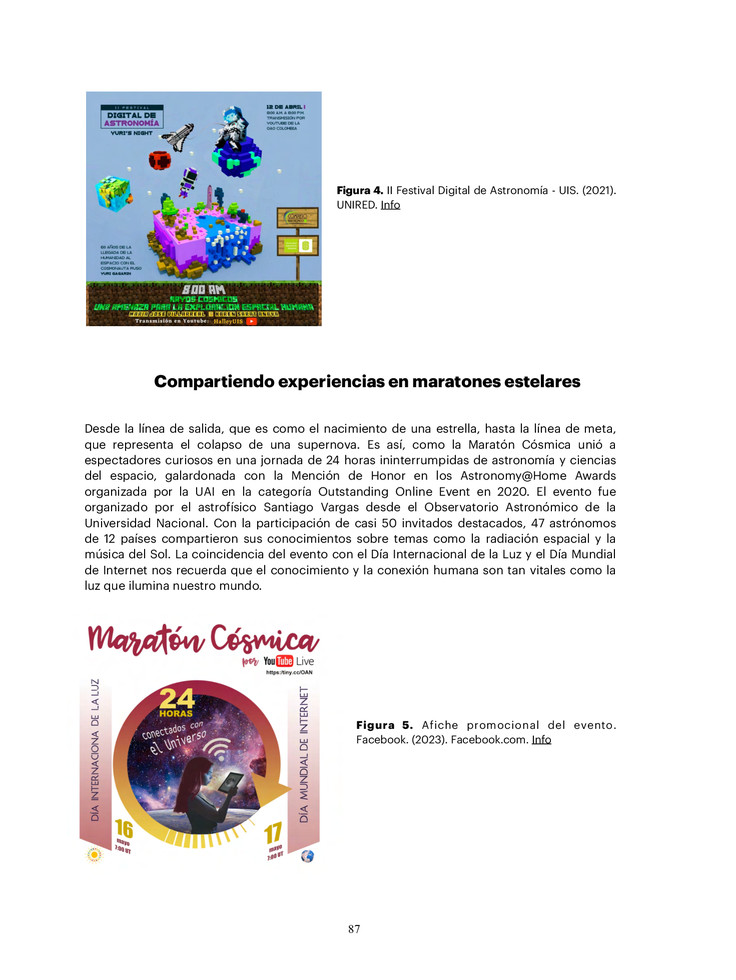 II FESTIVAL
DIGITAL DE
ASTRONOMÍA
YURI'S NIGHT
12 DE ABRIL
TRANSMISIÓN POR
YOUTUBE DE LA
OAO COLOMBIA
60 AÑOS DE LA
LLEGADA DE LA
HUMANIDAD AL
ESPACIO CON EL
COSMONAUTA RUSO
YURI GAGARIN
8:00 AM
RAYOS CÓSMICOS
UNA AMENAZA PARA LA EXPLORACIÓN ESPACIAL HUMANA
Transmisión en Youtube: HalleyUIS
Figura 4. II Festival Digital de Astronomía - UIS. (2021).
UNIRED. Info
Compartiendo experiencias en maratones estelares
Desde la línea de salida, que es como el nacimiento de una estrella, hasta la línea de meta,
que representa el colapso de una supernova. Es así, como la Maratón Cósmica unió a
espectadores curiosos en una jornada de 24 horas ininterrumpidas de astronomía y ciencias
del espacio, galardonada con la Mención de Honor en los Astronomy@Home Awards
organizada por la UAI en la categoría Outstanding Online Event en 2020. El evento fue
organizado por el astrofísico Santiago Vargas desde el Observatorio Astronómico de la
Universidad Nacional. Con la participación de casi 50 invitados destacados, 47 astrónomos
de 12 países compartieron sus conocimientos sobre temas como la radiación espacial y la
música del Sol. La coincidencia del evento con el Día Internacional de la Luz y el Día Mundial
de Internet nos recuerda que el conocimiento y la conexión humana son tan vitales como la
luz que ilumina nuestro mundo.
Maratón Cósmica
por YouTube Live
https:/tiny.cc/OAN
DÍA INTERNACIONA DE LA LUZ
24
HORAS
conectados con
el Universo
DÍA MUNDIAL DE INTERNET
16
mayo
7:00 UT
17
mayo
7:00 UT
Figura 5. Afiche promocional del evento.
Facebook. (2023). Facebook.com. Info
87